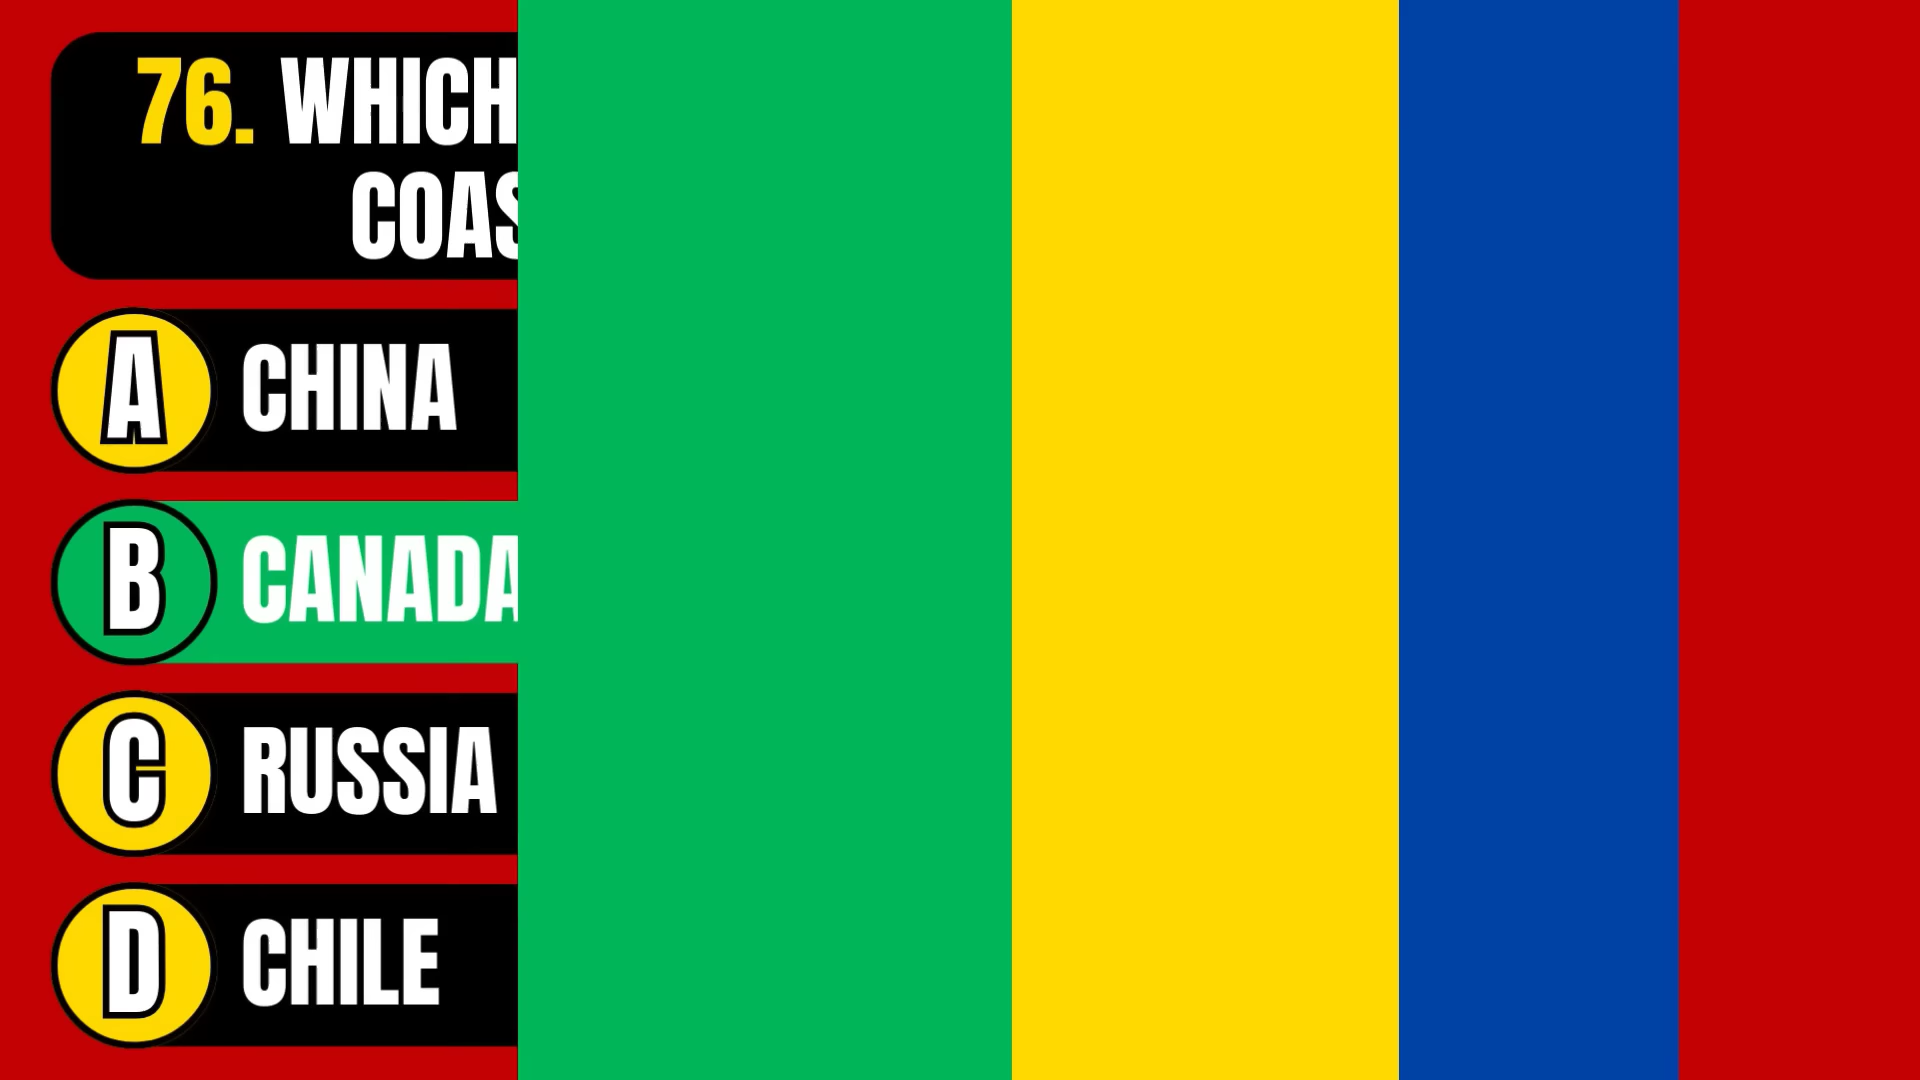 76. WHICH
COAS
A CHINA
B CANADA
C RUSSIA
D CHILE